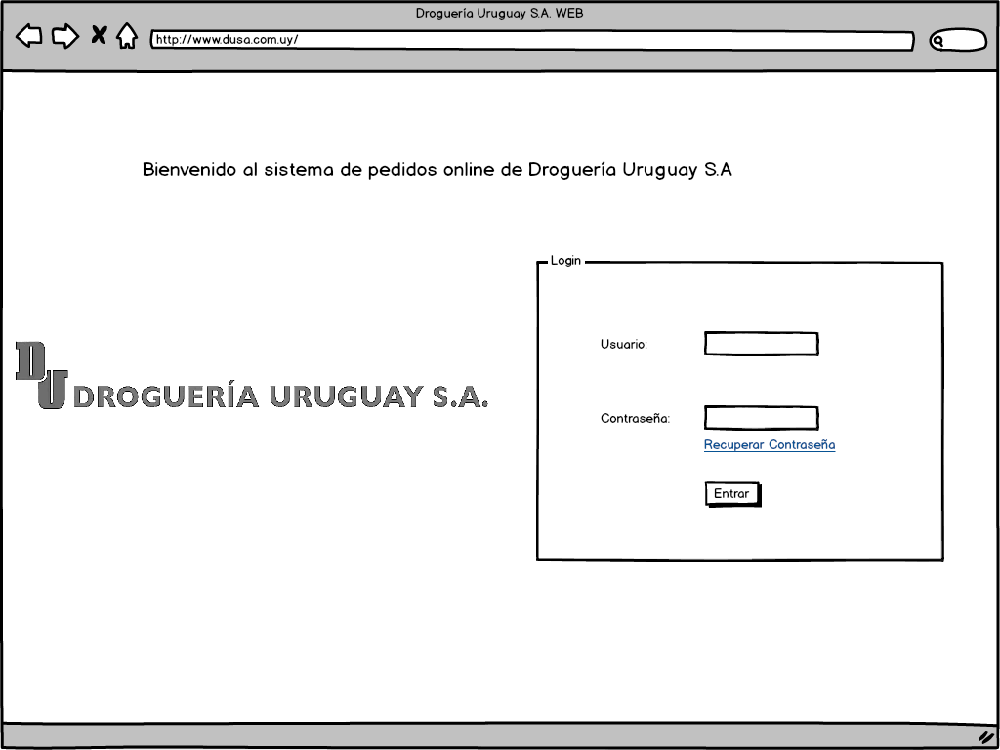 Droguería Uruguay S.A. WEB
http://www.dusa.com.uy/
Bienvenido al sistema de pedidos online de Droguería Uruguay S.A
Login
Usuario:
DU
DROGUERÍA URUGUAY S.A.
Contraseña:
Recuperar Contraseña
Entrar